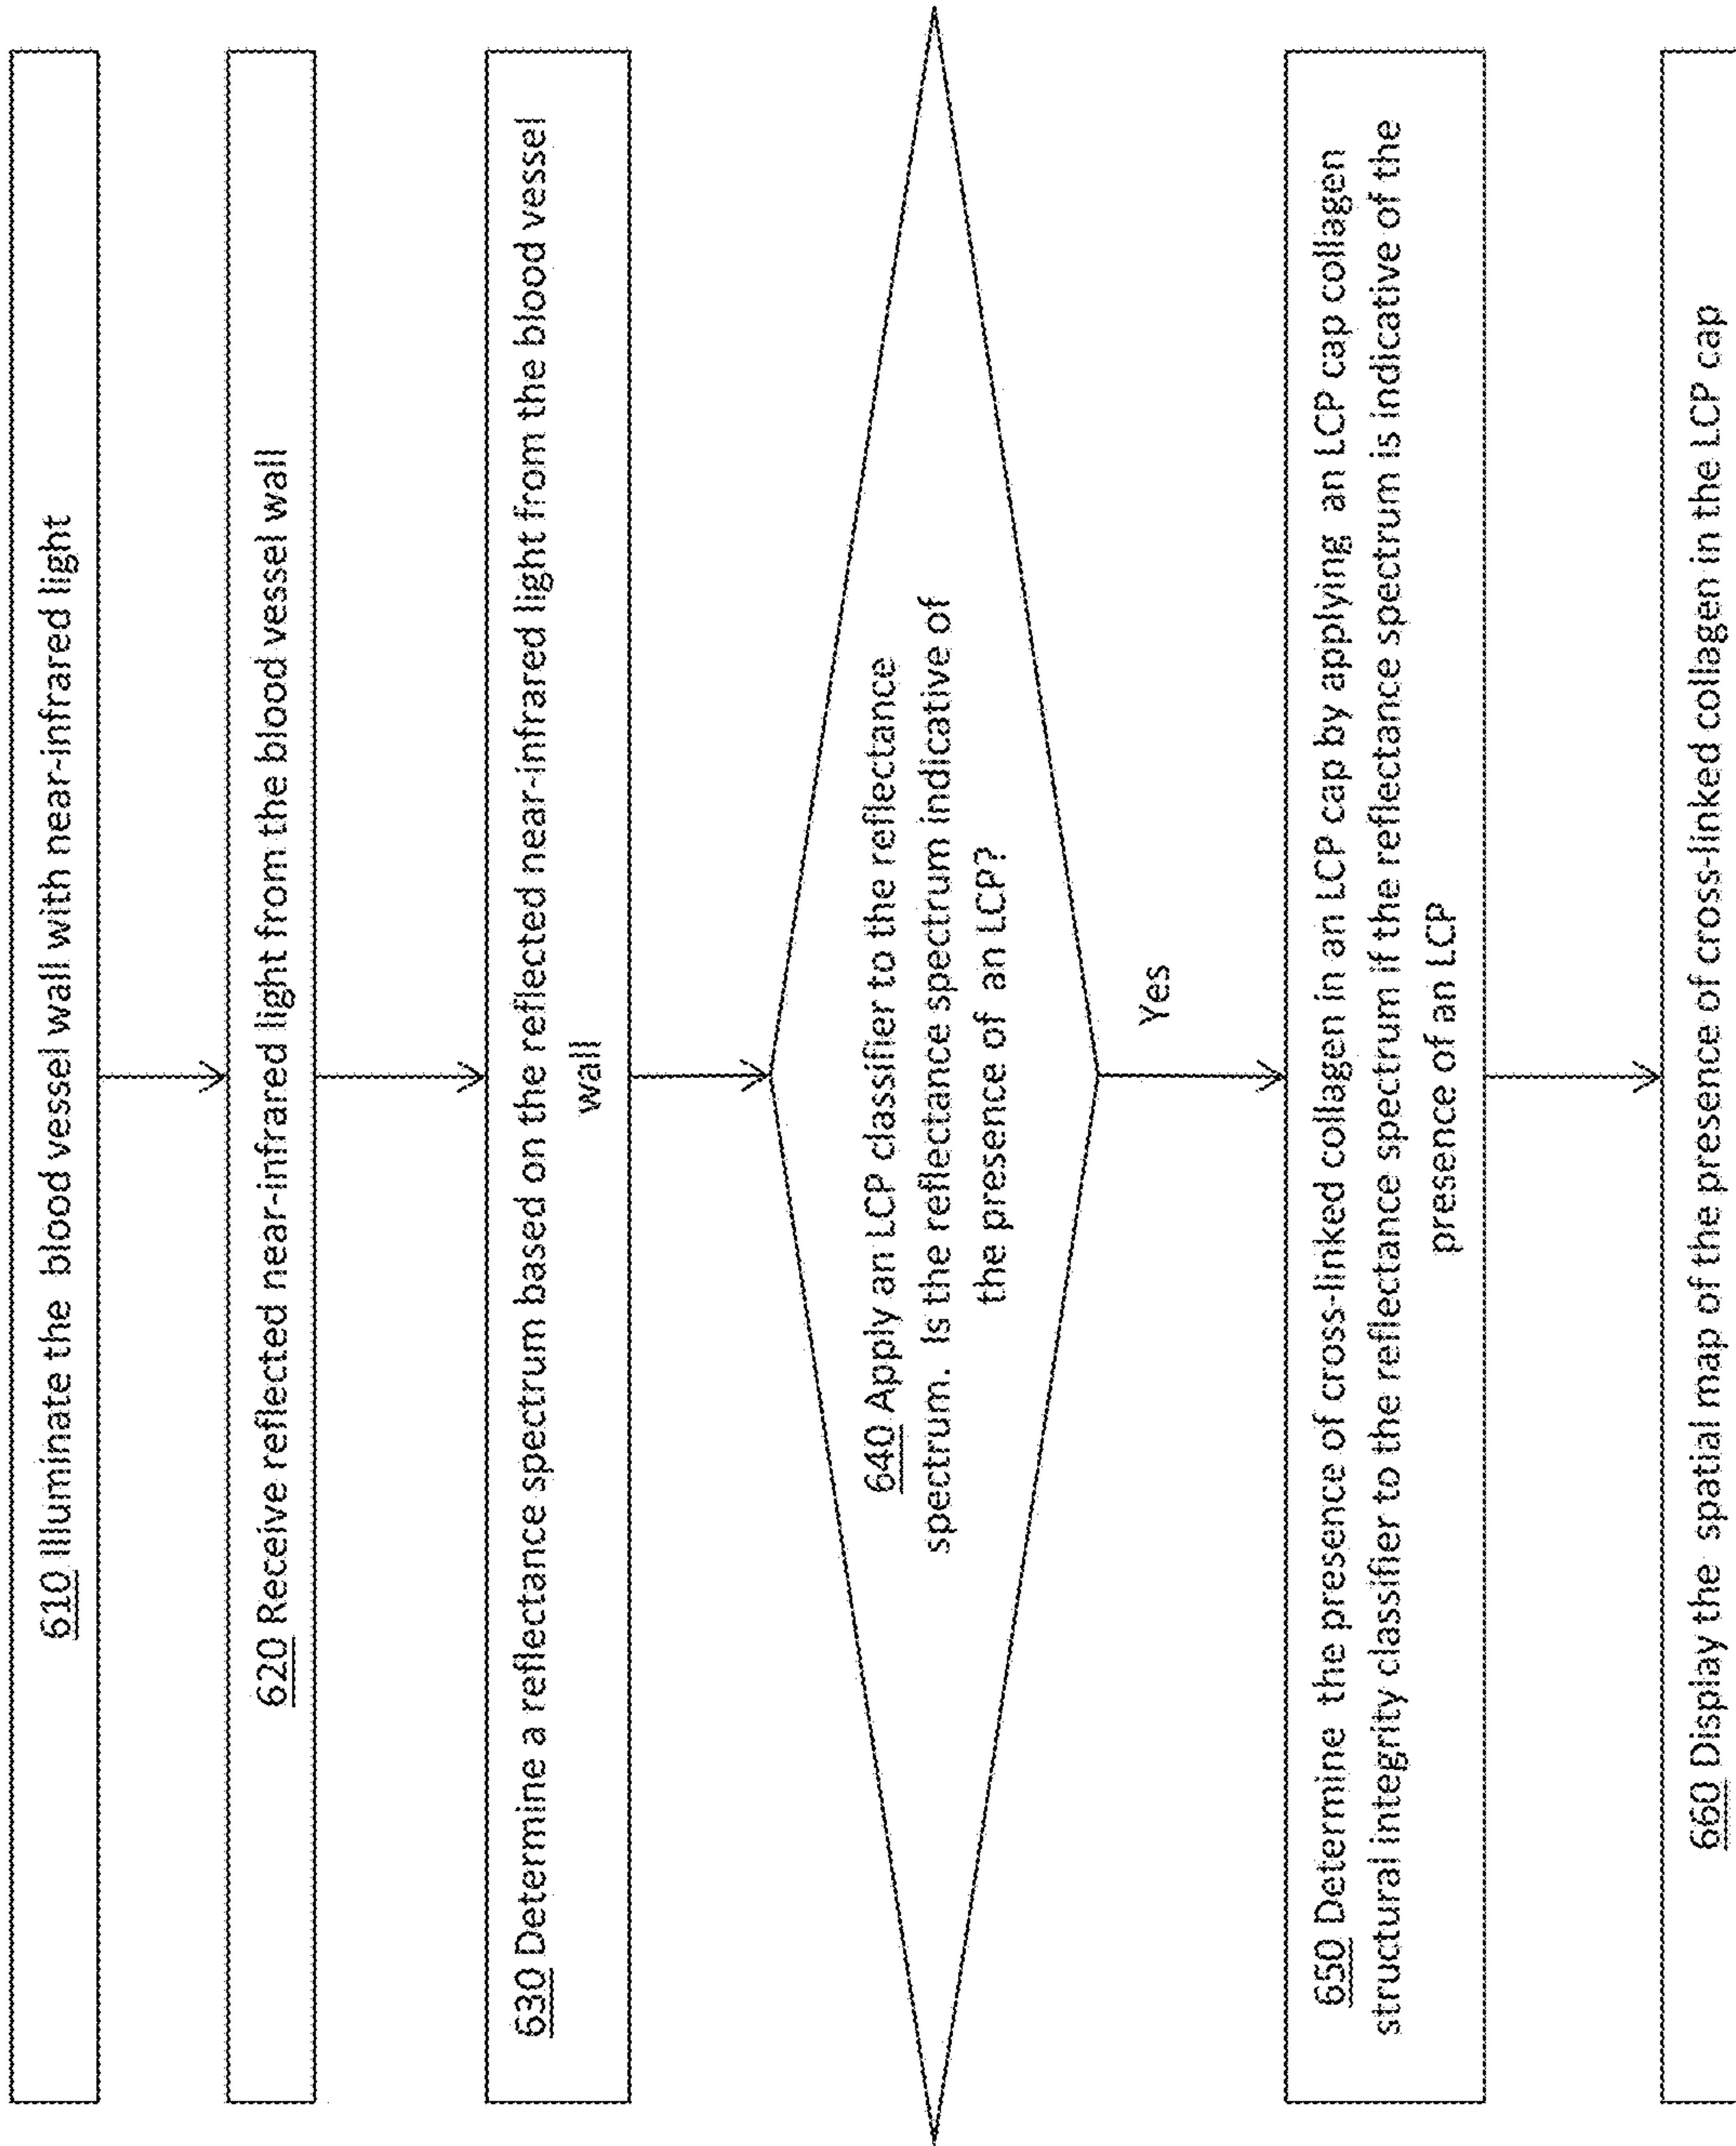 610 Illuminate the blood vessel wall with near-infrared light
620 Receive reflected near-infrared light from the blood vessel wall
630 Determine a reflectance spectrum based on the reflected near-infrared light from the blood vessel
wall
640 Apply an LCP classifier to the reflectance
spectrum. Is the reflectance spectrum indicative of
the presence of an LCP?
Yes
650 Determine the presence of cross-linked collagen in an LCP cap by applying an LCP cap collagen
structural integrity classifier to the reflectance spectrum if the reflectance spectrum is indicative of the
presence of an LCP
660 Display the spatial map of the presence of cross-linked collagen in the LCP cap